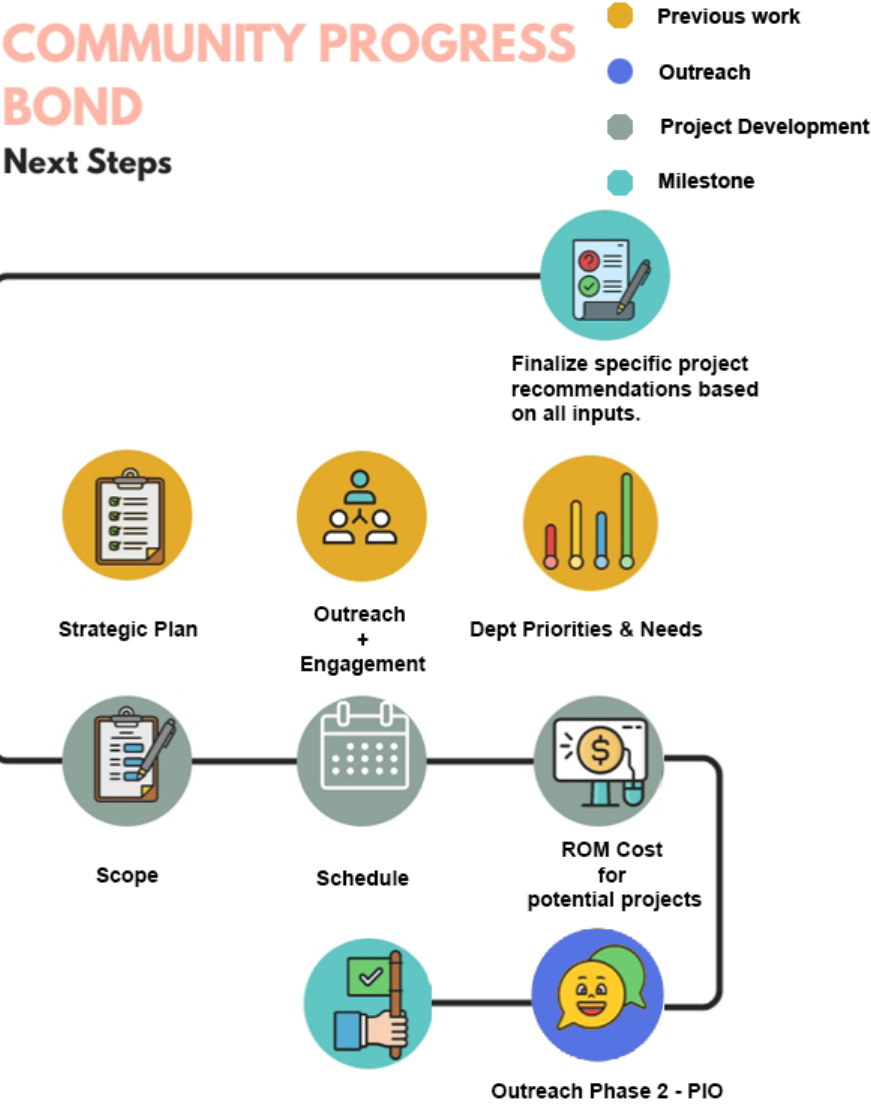 COMMUNITY PROGRESS
BOND
Next Steps
Previous work
Outreach
Project Development
Milestone
Finalize specific project
recommendations based
on all inputs.
Strategic Plan
Outreach
+
Engagement
Dept Priorities & Needs
Scope
Schedule
ROM Cost
for
potential projects
Outreach Phase 2 - PIO